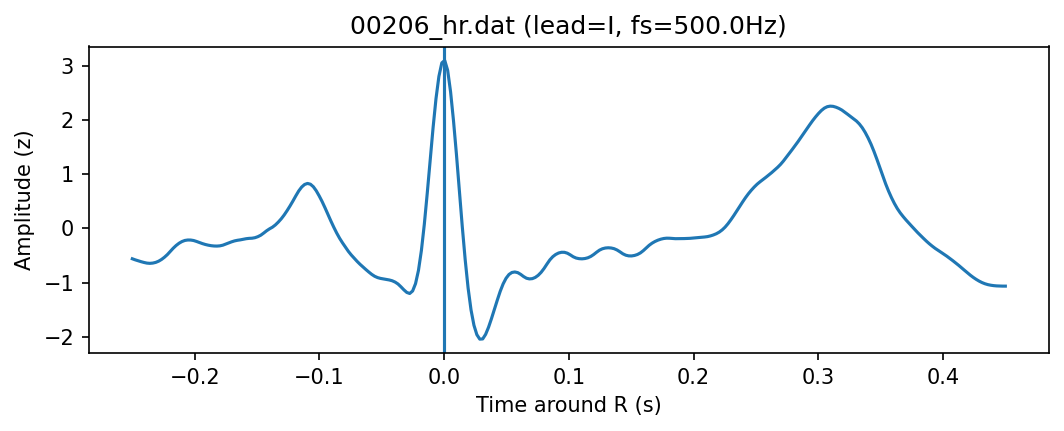 00206_hr.dat (lead=I, fs=500.0Hz)
Amplitude (z)
3
2
1
0
−1
−2
−0.2 −0.1 0.0 0.1 0.2 0.3 0.4
Time around R (s)